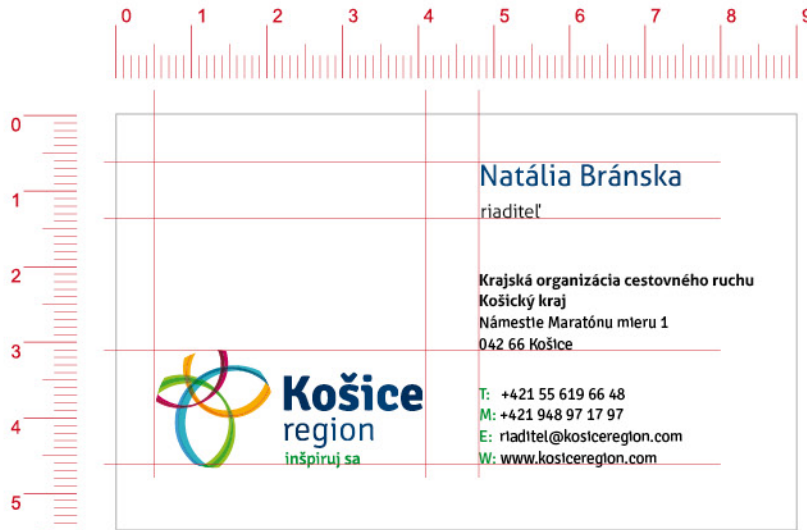 0 1 2 3 4 5 6 7 8 9
0
1
2
3
4
5
Natália Bránska
riaditeľ
Krajská organizácia cestovného ruchu
Košický kraj
Námestie Maratónu mieru 1
042 66 Košice
Košice
region
inšpiruj sa
T: +421 55 619 66 48
M: +421 948 97 17 97
E: riaditel@kosiceregion.com
W: www.kosiceregion.com